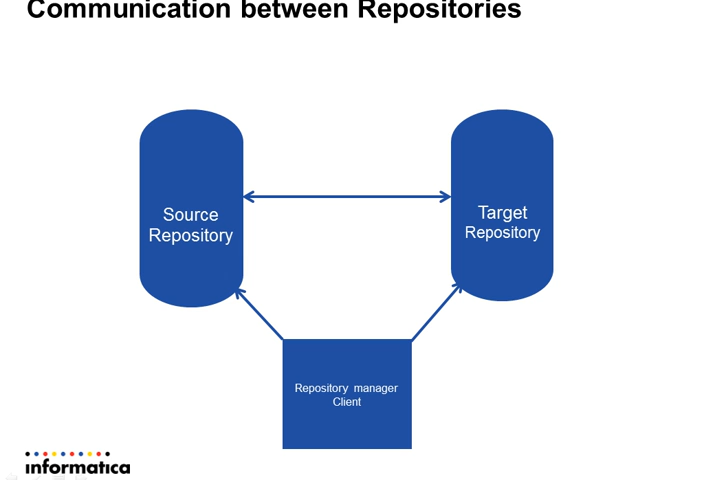 Communication between Repositories
Source
Repository
Target
Repository
Repository manager
Client
informatica